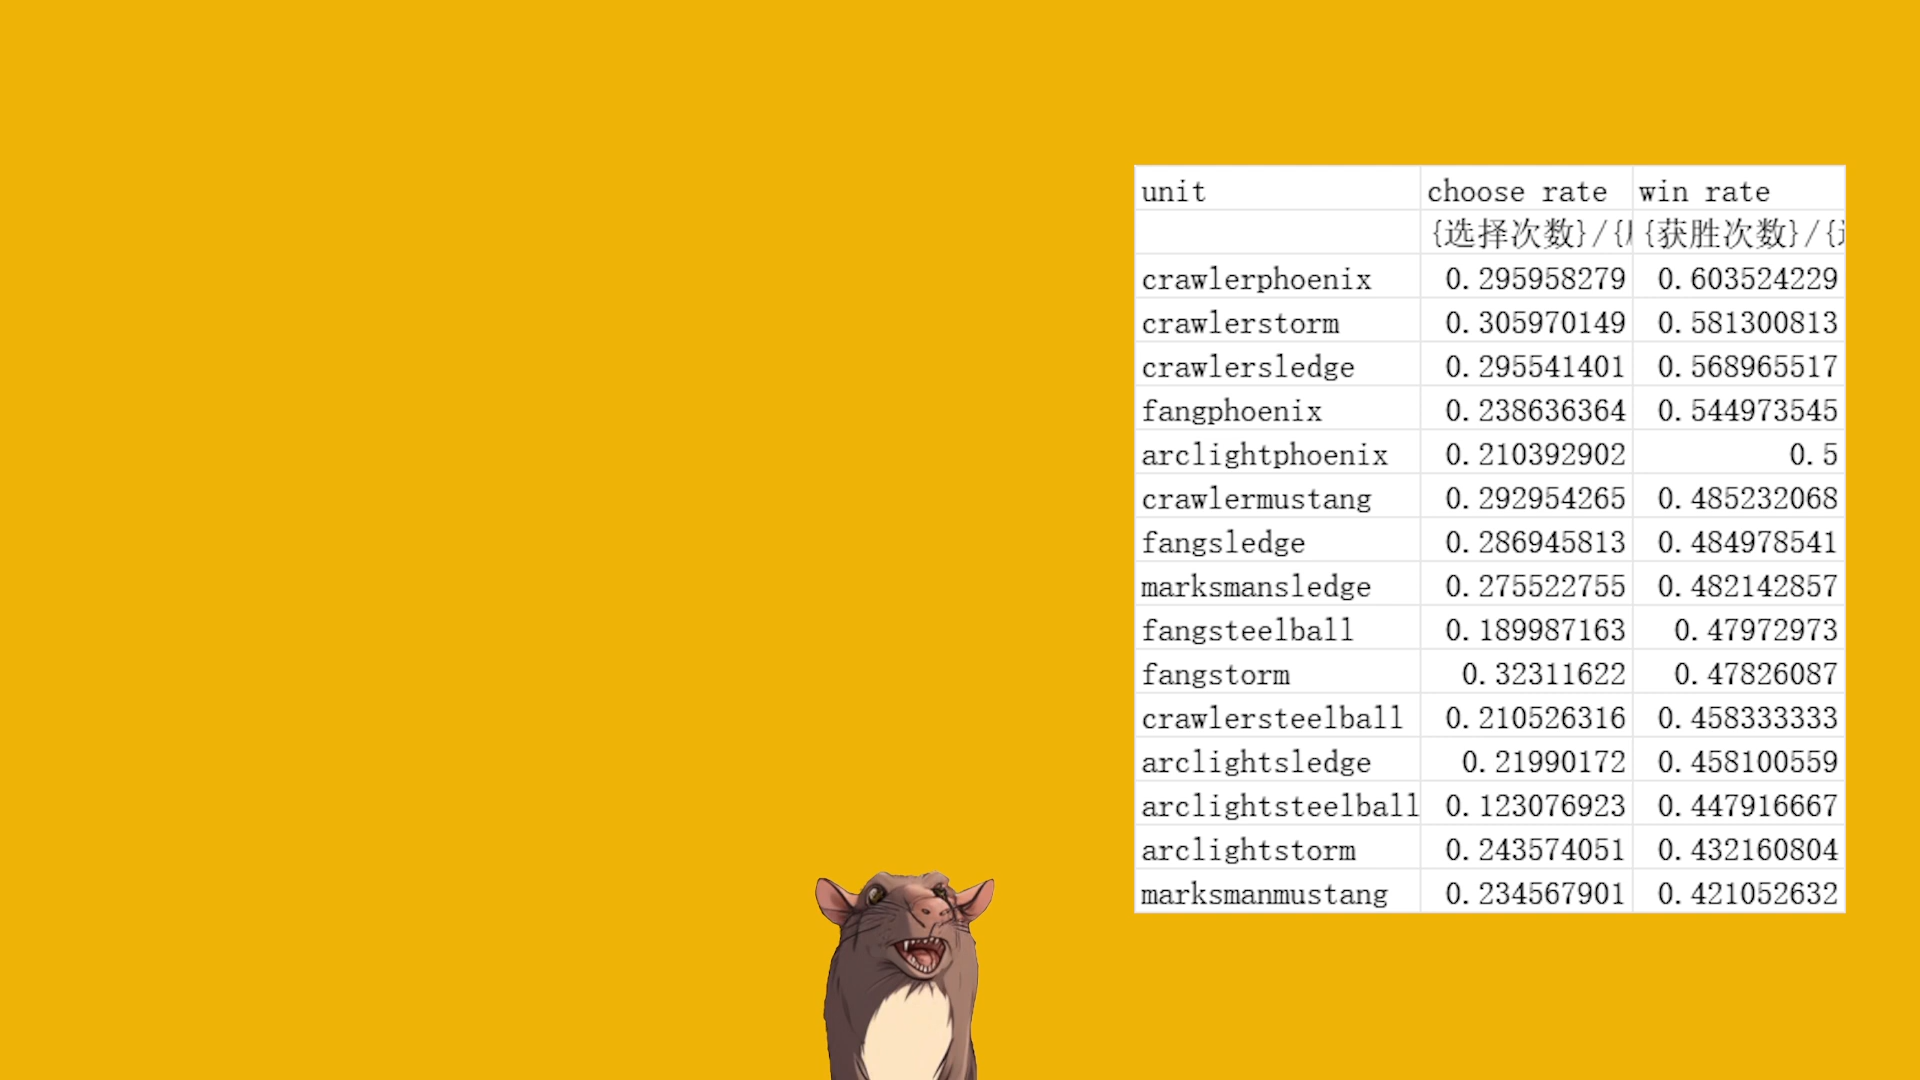 unit choose rate win rate
{选择次数}/{ {获胜次数}/{
crawlerphoenix 0.295958279 0.603524229
crawlerstorm 0.305970149 0.581300813
crawlersledge 0.295541401 0.568965517
fangphoenix 0.238636364 0.544973545
arclightphoenix 0.210392902 0.5
crawlermustang 0.292954265 0.485232068
fangsledge 0.286945813 0.484978541
marksmansledge 0.275522755 0.482142857
fangsteelball 0.189987163 0.47972973
fangstorm 0.32311622 0.47826087
crawlersteelball 0.210526316 0.458333333
arclightsledge 0.21990172 0.458100559
arclightsteelball 0.123076923 0.447916667
arclightstorm 0.243574051 0.432160804
marksmanmustang 0.234567901 0.421052632